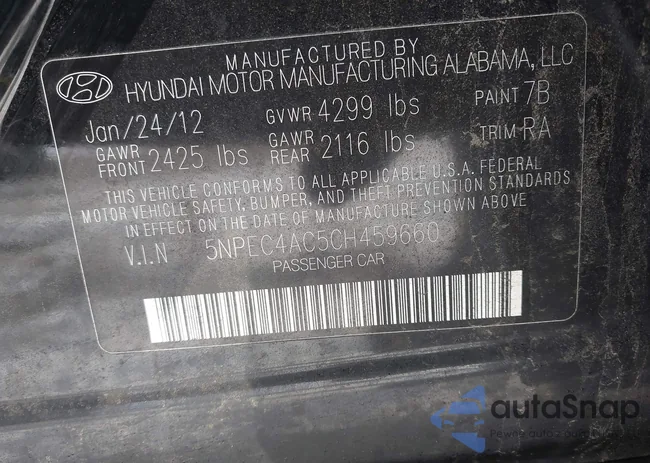 MANUFACTURED BY
HYUNDAI MOTOR MANUFACTURING ALABAMA, LLC
Jan/24/12 GVWR 4299 lbs PAINT 7B
GAWR FRONT 2425 lbs GAWR REAR 2116 lbs TRIM RA
THIS VEHICLE CONFORMS TO ALL APPLICABLE U.S.A. FEDERAL
MOTOR VEHICLE SAFETY, BUMPER, AND THEFT PREVENTION STANDARDS
IN EFFECT ON THE DATE OF MANUFACTURE SHOWN ABOVE
V.I.N 5NPEC4AC5CH459660
PASSENGER CAR
autaSnap